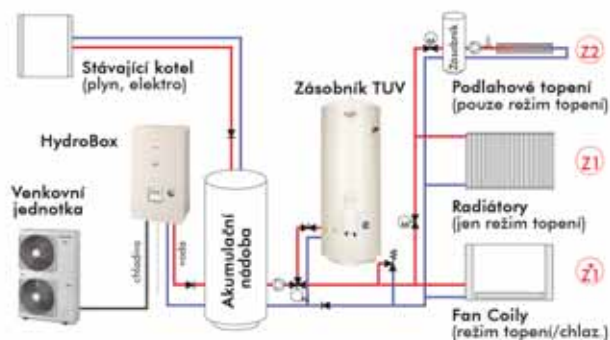 Stávající kotel
(plyn, elektro)
Zásobník TUV
Zásobník
Z2
Podlahové topení
(pouze režim topení)
HydroBox
Z1
Venkovní
jednotka
chladivo
voda
Akumulační
nádoba
Radiátory
(jen režim topení)
Z1*
Fan Coily
(režim topení/chlaz.)